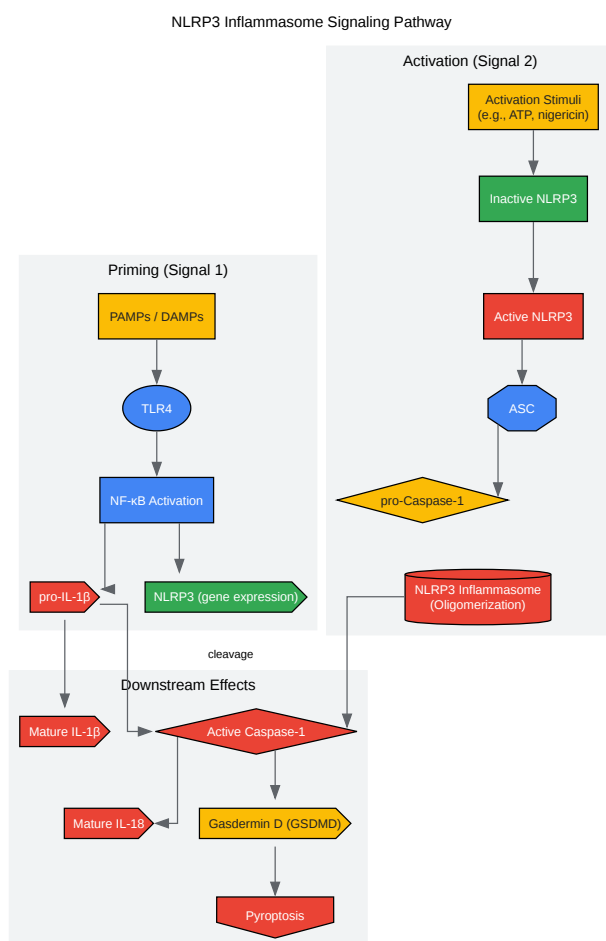 NLRP3 Inflammasome Signaling Pathway
Activation (Signal 2)
Activation Stimuli
(e.g., ATP, nigericin)
Inactive NLRP3
Priming (Signal 1)
PAMPs / DAMPs
Active NLRP3
TLR4
ASC
NF-κB Activation
pro-Caspase-1
pro-IL-1β
NLRP3 (gene expression)
NLRP3 Inflammasome
(Oligomerization)
cleavage
Downstream Effects
Mature IL-1β
Active Caspase-1
Mature IL-18
Gasdermin D (GSDMD)
Pyroptosis